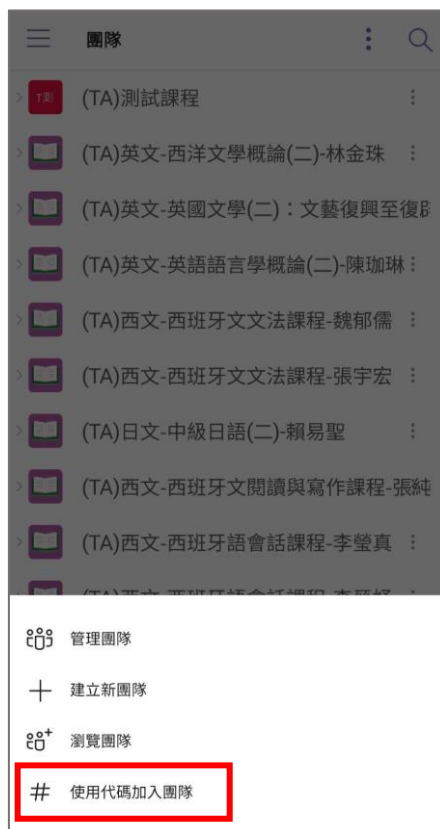 團隊
T測
(TA)測試課程
(TA)英文-西洋文學概論(二)-林金珠
(TA)英文-英國文學(二)：文藝復興至復辟
(TA)英文-英語語言學概論(二)-陳珈琳
(TA)西文-西班牙文文法課程-魏郁儒
(TA)西文-西班牙文文法課程-張宇宏
(TA)日文-中級日語(二)-賴易聖
(TA)西文-西班牙文閱讀與寫作課程-張純
(TA)西文-西班牙語會話課程-李瑩真
管理團隊
建立新團隊
瀏覽團隊
# 使用代碼加入團隊